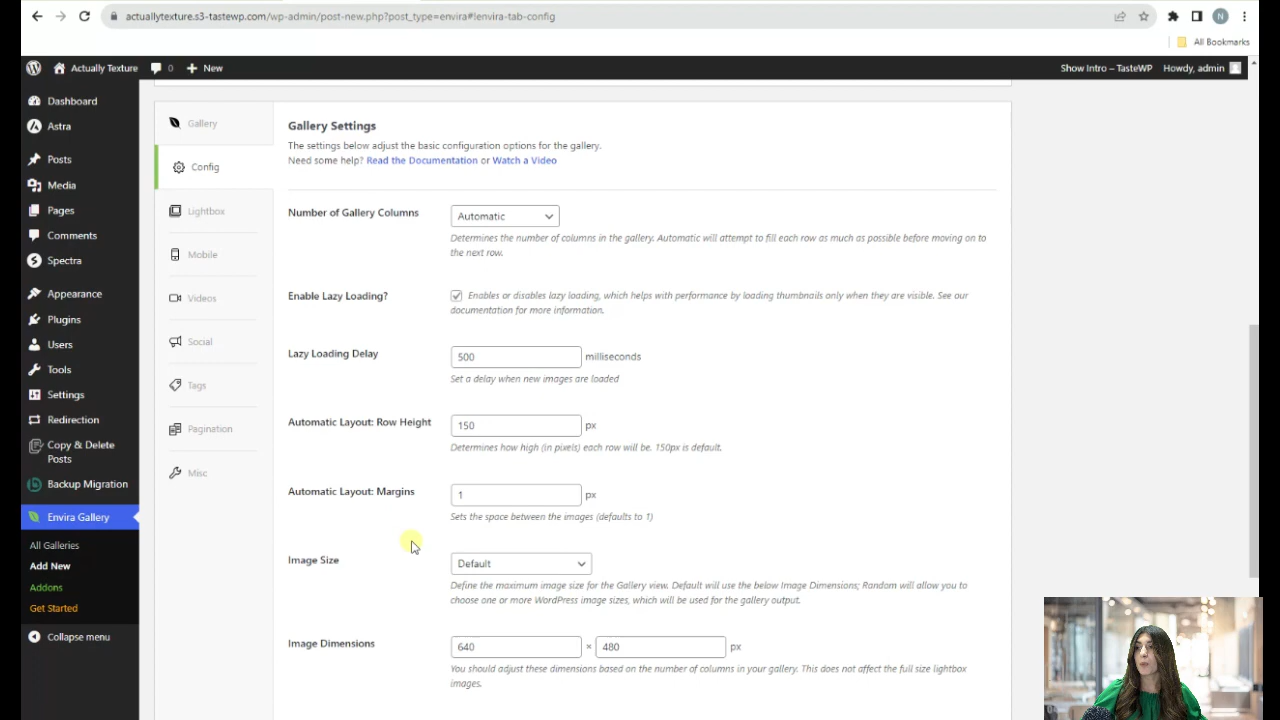 actuallytexture.s3-tastewp.com/wp-admin/post-new.php?post_type=envira#!envira-tab-config
N
All Bookmarks
Actually Texture
0
New
Show Intro – TasteWP
Howdy, admin
Dashboard
Astra
Posts
Media
Pages
Comments
Spectra
Appearance
Plugins
Users
Tools
Settings
Redirection
Copy & Delete
Posts
Backup Migration
Envira Gallery
All Galleries
Add New
Addons
Get Started
Collapse menu
Gallery
Config
Lightbox
Mobile
Videos
Social
Tags
Pagination
Misc
Gallery Settings
The settings below adjust the basic configuration options for the gallery.
Need some help? Read the Documentation or Watch a Video
Number of Gallery Columns
Automatic
Determines the number of columns in the gallery. Automatic will attempt to fill each row as much as possible before moving on to
the next row.
Enable Lazy Loading?
Enables or disables lazy loading, which helps with performance by loading thumbnails only when they are visible. See our
documentation for more information.
Lazy Loading Delay
500
milliseconds
Set a delay when new images are loaded
Automatic Layout: Row Height
150
px
Determines how high (in pixels) each row will be. 150px is default.
Automatic Layout: Margins
1
px
Sets the space between the images (defaults to 1)
Image Size
Default
Define the maximum image size for the Gallery view. Default will use the below Image Dimensions; Random will allow you to
choose one or more WordPress image sizes, which will be used for the gallery output.
Image Dimensions
640 × 480 px
You should adjust these dimensions based on the number of columns in your gallery. This does not affect the full size lightbox
images.